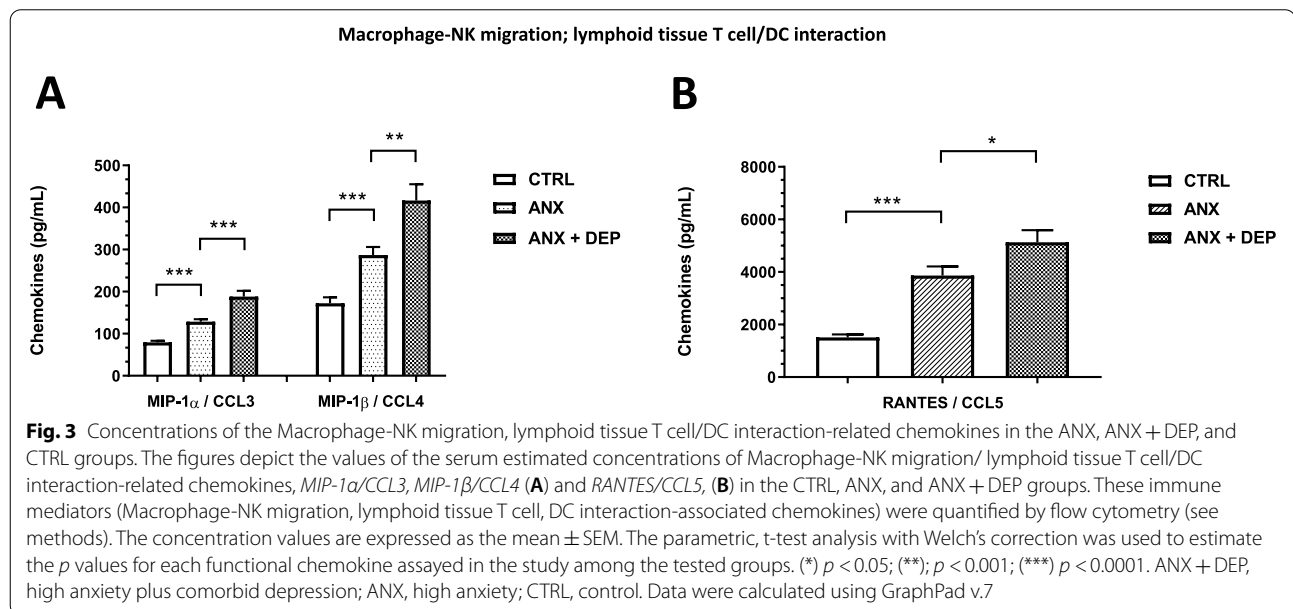 Macrophage-NK migration; lymphoid tissue T cell/DC interaction
A
B
Chemokines (pg/mL)
500
400
300
200
100
0
***
***
***
**
MIP-1α / CCL3
MIP-1β / CCL4
CTRL
ANX
ANX + DEP
Chemokines (pg/mL)
8000
6000
4000
2000
0
***
*
RANTES / CCL5
CTRL
ANX
ANX + DEP
Fig. 3 Concentrations of the Macrophage-NK migration, lymphoid tissue T cell/DC interaction-related chemokines in the ANX, ANX + DEP, and
CTRL groups. The figures depict the values of the serum estimated concentrations of Macrophage-NK migration/ lymphoid tissue T cell/DC
interaction-related chemokines, MIP-1α/CCL3, MIP-1β/CCL4 (A) and RANTES/CCL5, (B) in the CTRL, ANX, and ANX + DEP groups. These immune
mediators (Macrophage-NK migration, lymphoid tissue T cell, DC interaction-associated chemokines) were quantified by flow cytometry (see
methods). The concentration values are expressed as the mean ± SEM. The parametric, t-test analysis with Welch's correction was used to estimate
the p values for each functional chemokine assayed in the study among the tested groups. (*) p < 0.05; (**); p < 0.001; (***) p < 0.0001. ANX + DEP,
high anxiety plus comorbid depression; ANX, high anxiety; CTRL, control. Data were calculated using GraphPad v.7